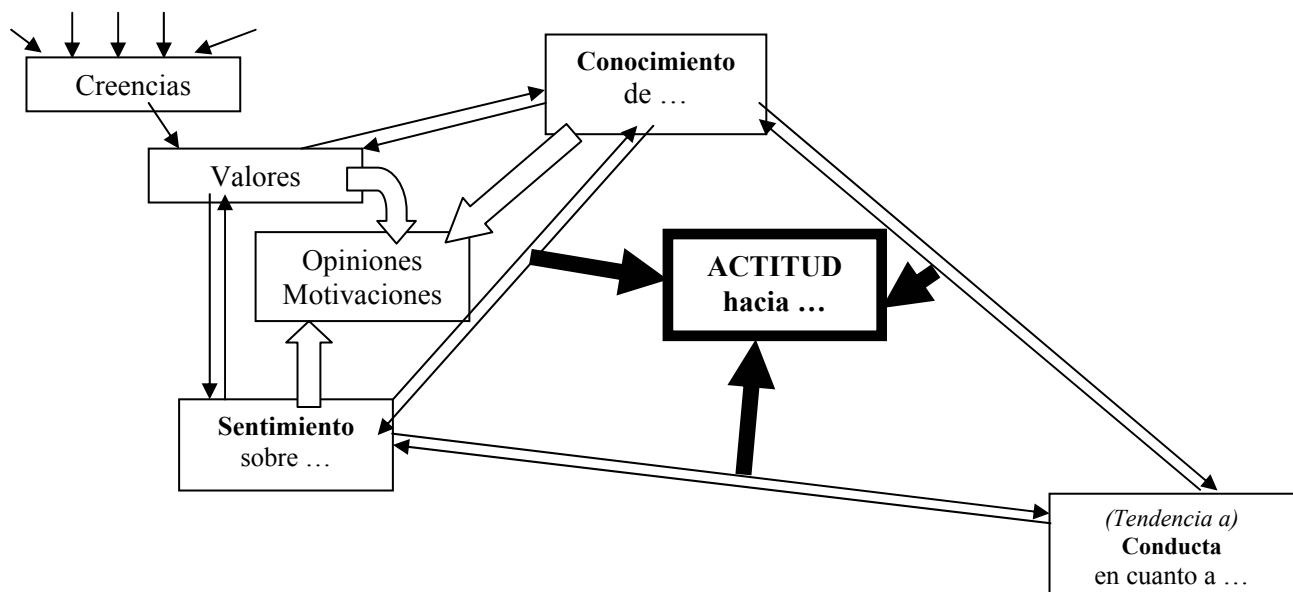 Creencias
Conocimiento
de …
Valores
Opiniones
Motivaciones
ACTITUD
hacia …
Sentimiento
sobre …
(Tendencia a)
Conducta
en cuanto a …